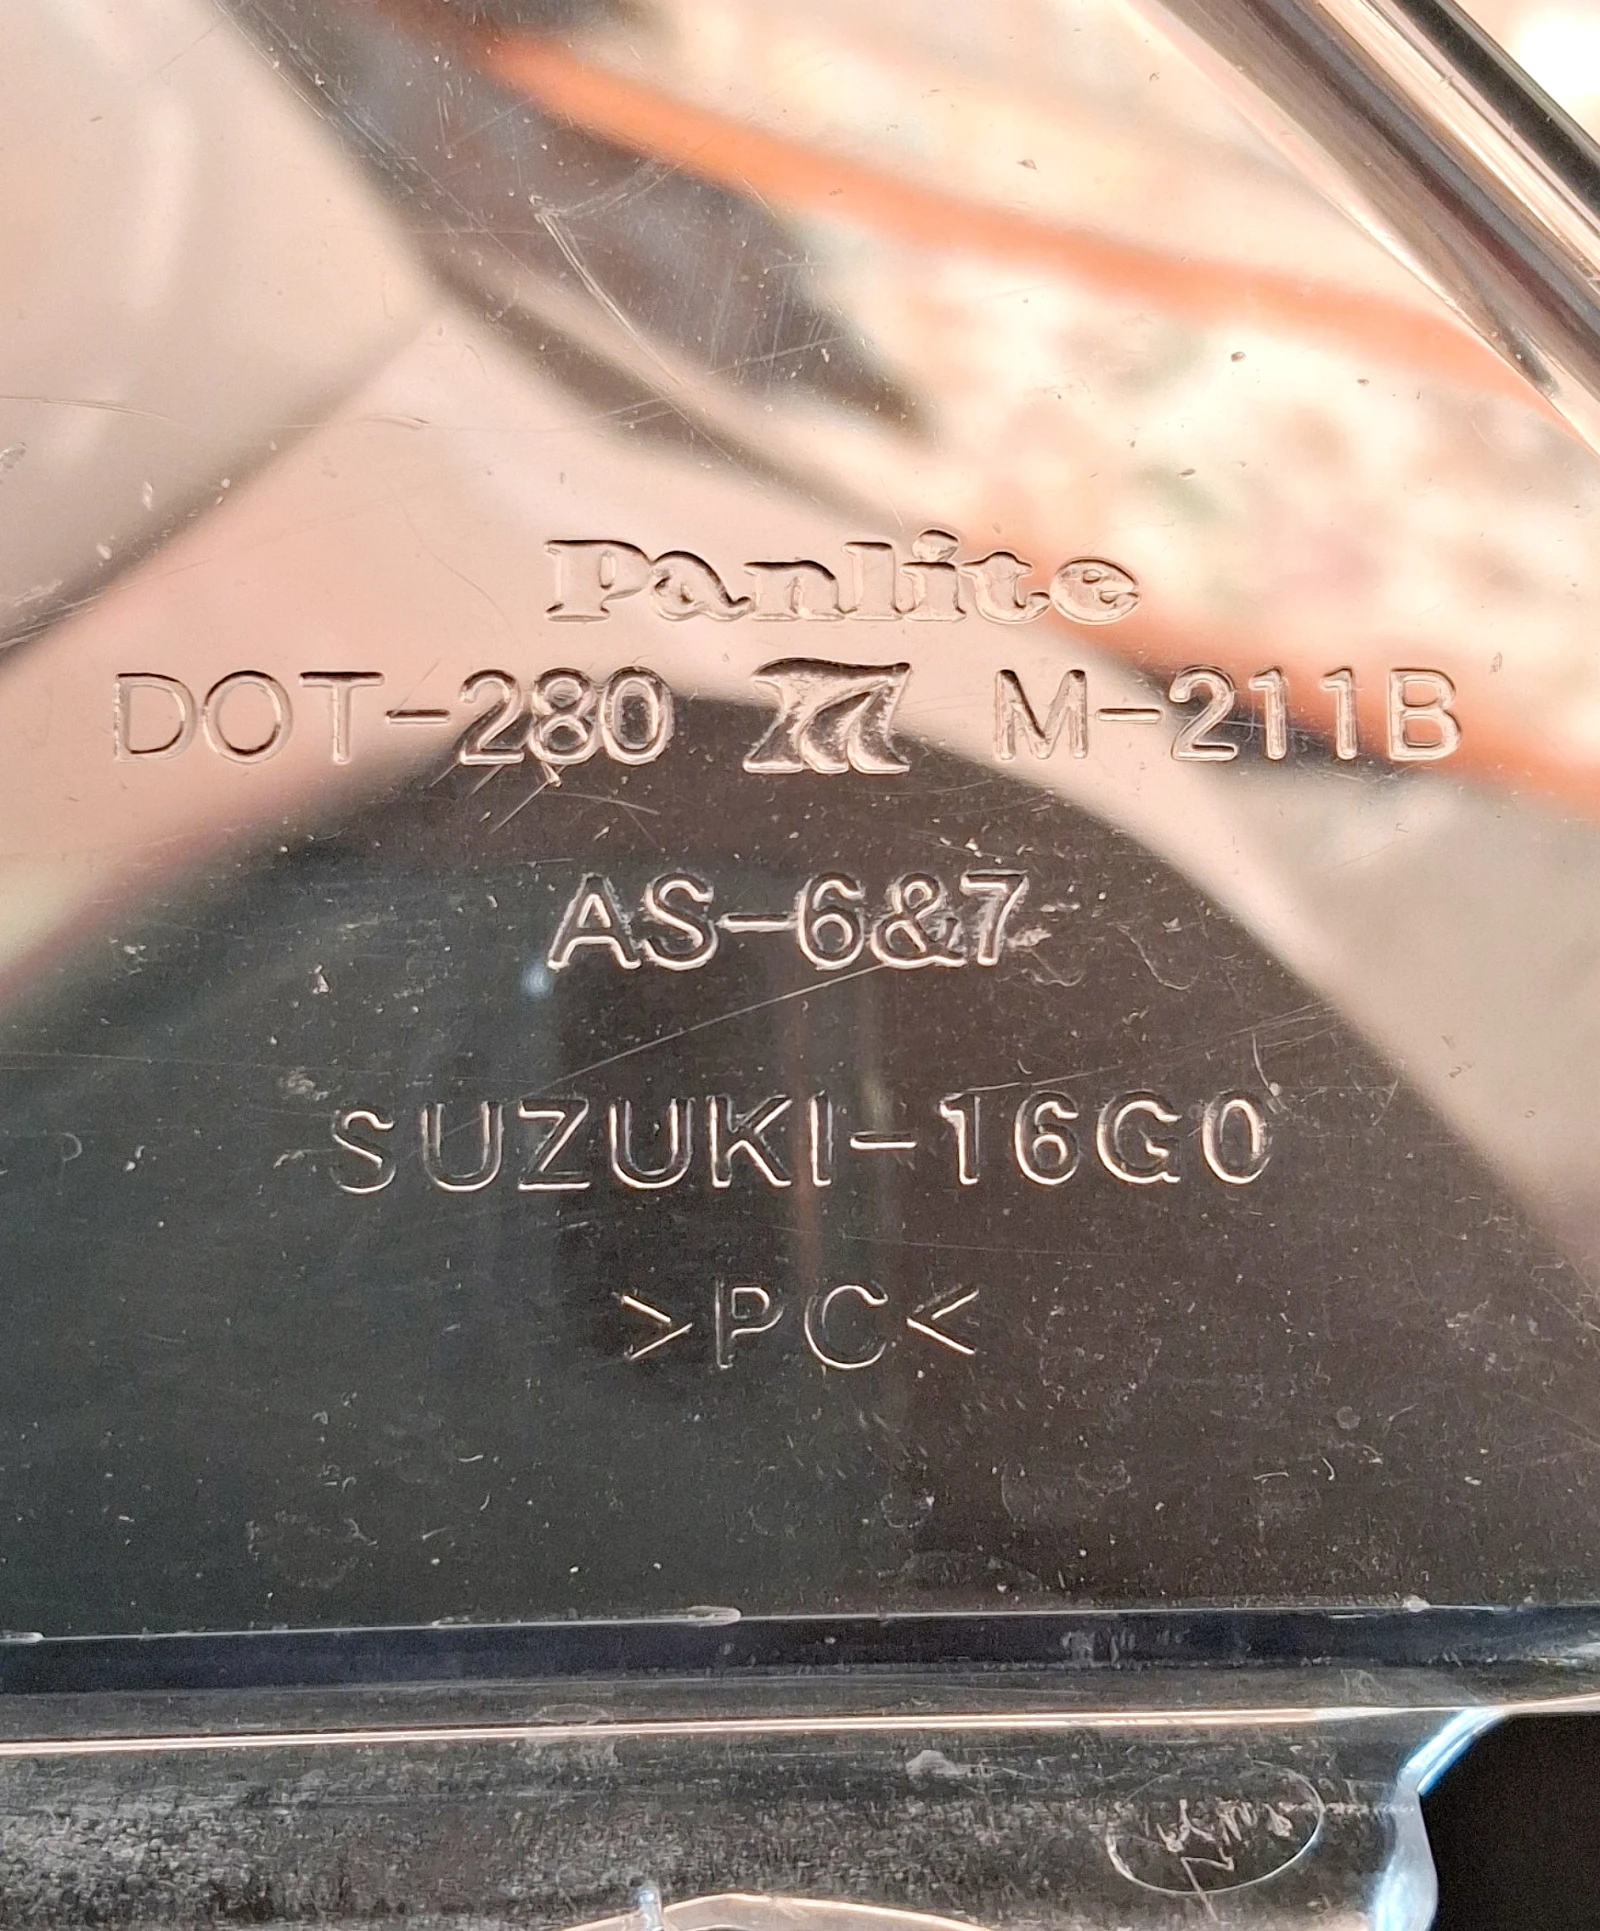 Panlite
DOT-280 M-211B
AS-6&7
SUZUKI-16G0
>PC<